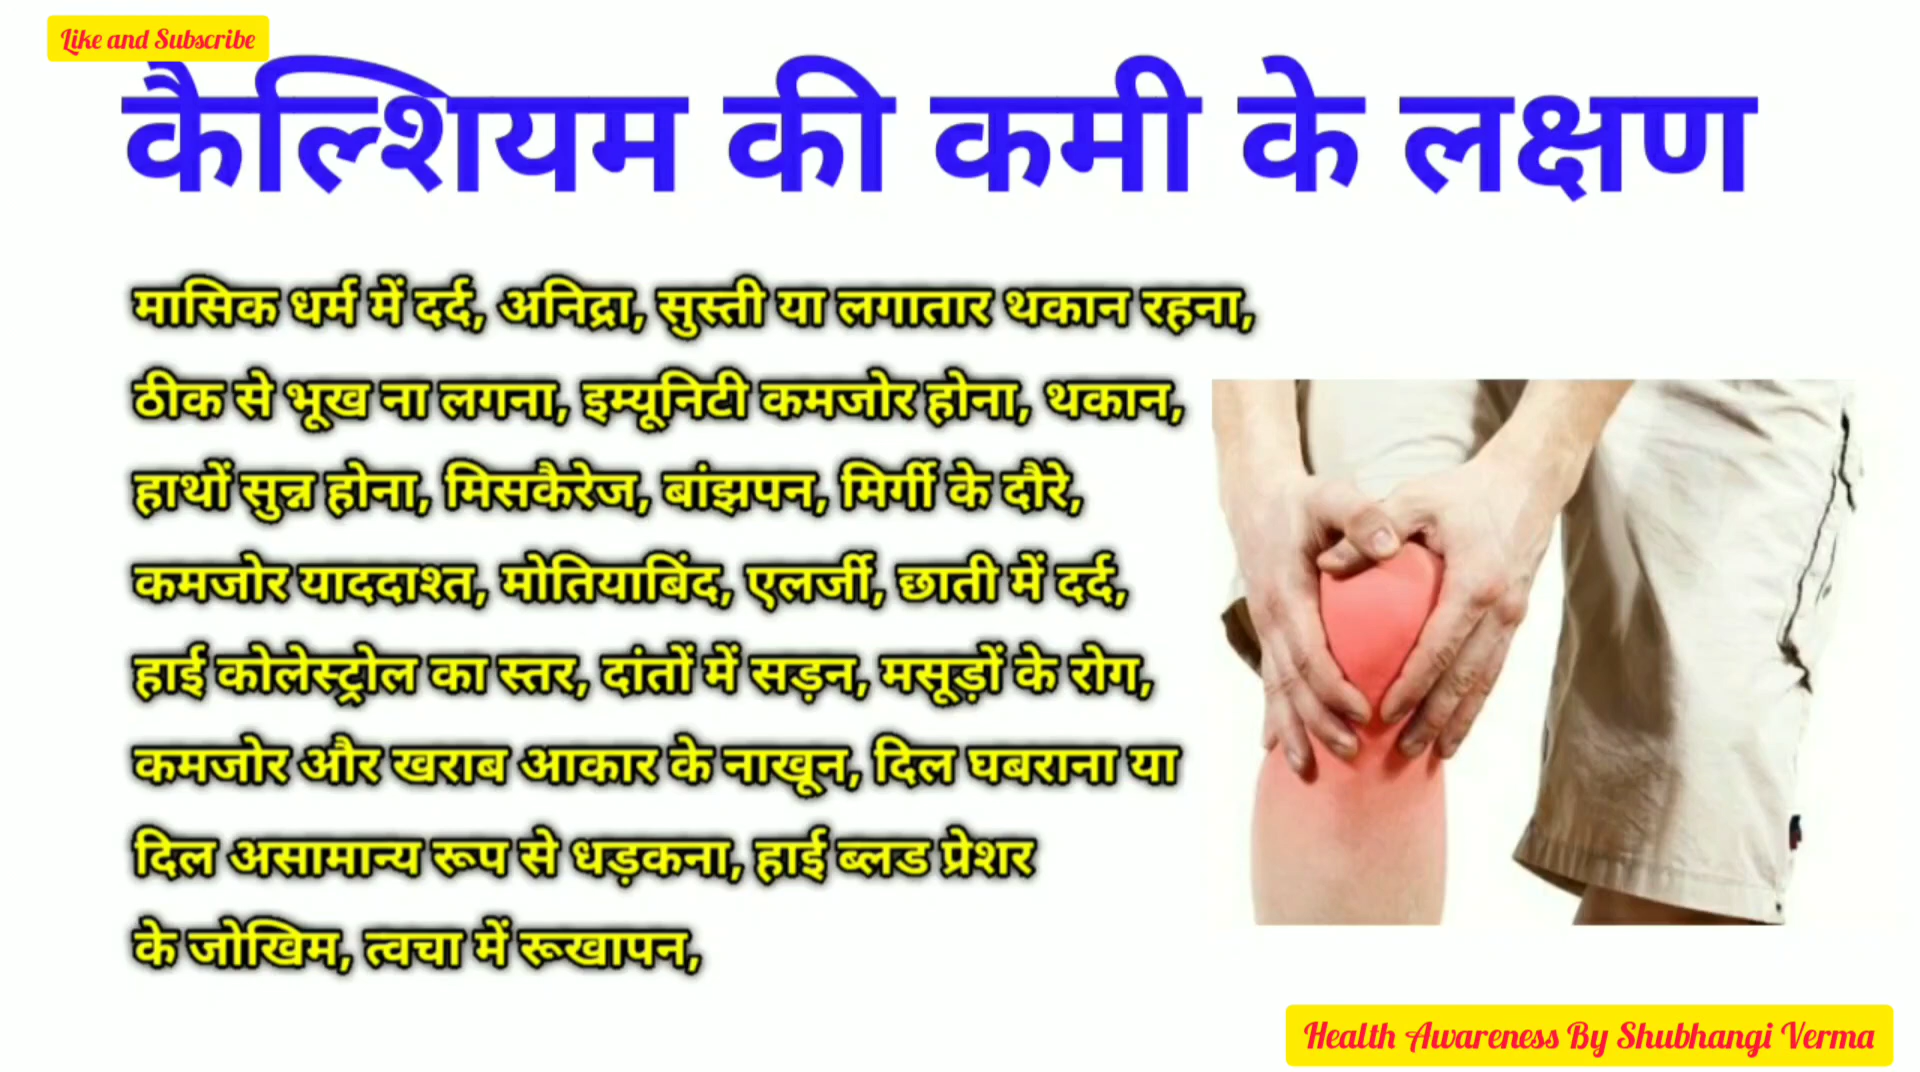 Like and Subscribe
कैल्शियम की कमी के लक्षण
मासिक धर्म में दर्द, अनिद्रा, सुस्ती या लगातार थकान रहना,
ठीक से भूख ना लगना, इम्यूनिटी कमजोर होना, थकान,
हाथों सुन्न होना, मिसकैरेज, बांझपन, मिर्गी के दौरे,
कमजोर याददाश्त, मोतियाबिंद, एलर्जी, छाती में दर्द,
हाई कोलेस्ट्रोल का स्तर, दांतों में सड़न, मसूड़ों के रोग,
कमजोर और खराब आकार के नाखून, दिल घबराना या
दिल असामान्य रूप से धड़कना, हाई ब्लड प्रेशर
के जोखिम, त्वचा में रूखापन,
Health Awareness By Shubhangi Verma